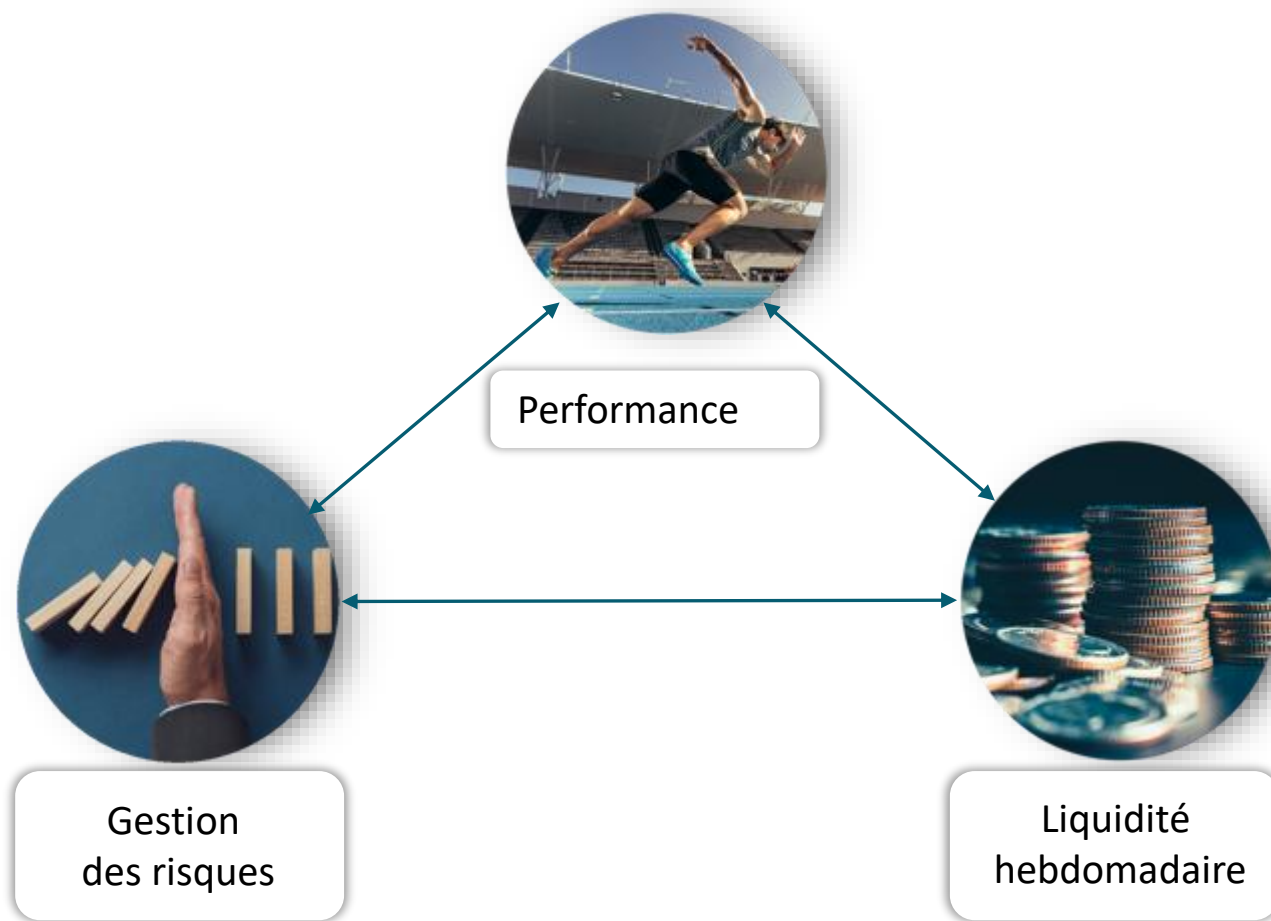 Performance
Gestion
des risques
Liquidité
hebdomadaire